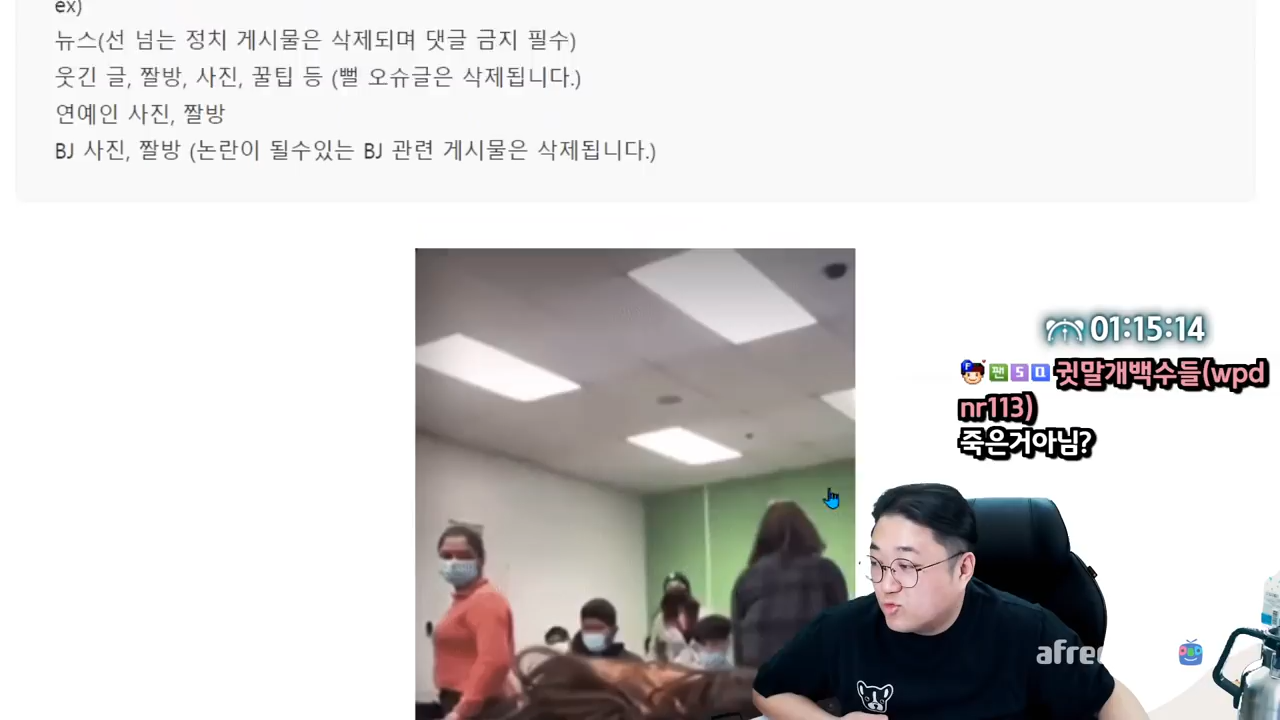 ex)
뉴스(선 넘는 정치 게시물은 삭제되며 댓글 금지 필수)
웃긴 글, 짤방, 사진, 꿀팁 등 (뻘 오슈글은 삭제됩니다.)
연예인 사진, 짤방
BJ 사진, 짤방 (논란이 될수있는 BJ 관련 게시물은 삭제됩니다.)
01:15:14
F 팬 5 귓말개백수들(wpd
nr113)
죽은거아님?
afree